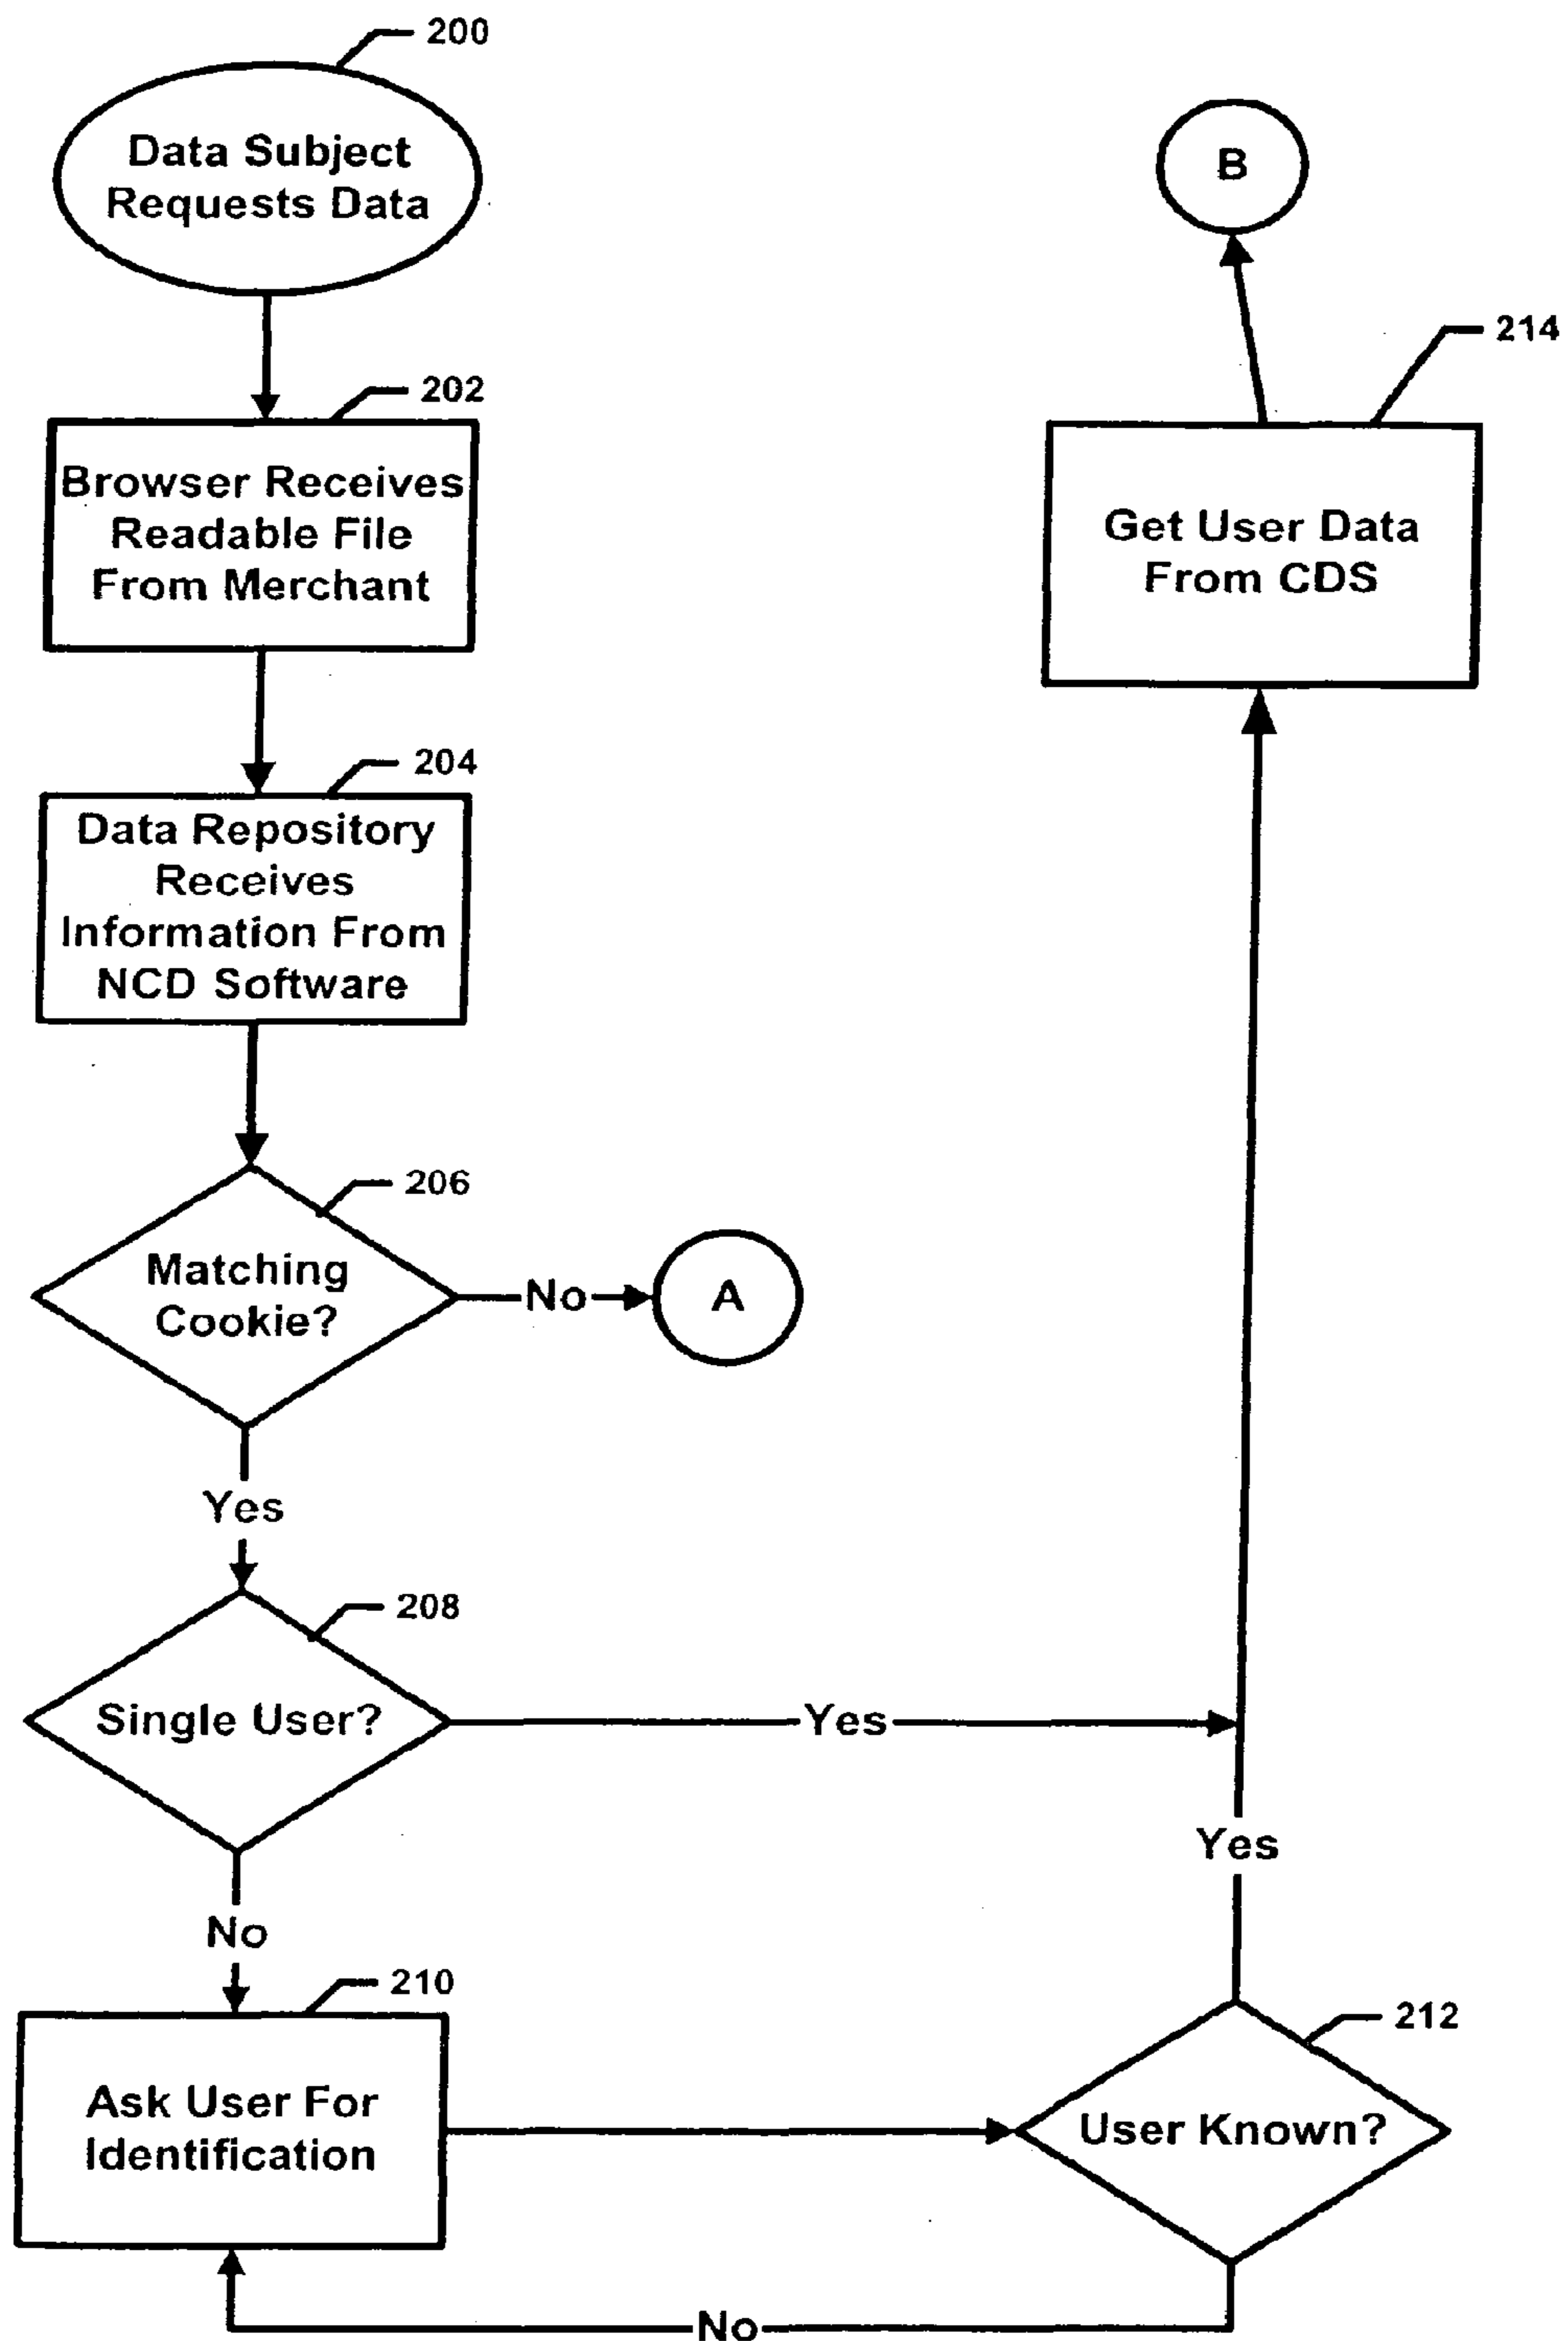 200
Data Subject
Requests Data
202
Browser Receives
Readable File
From Merchant
204
Data Repository
Receives
Information From
NCD Software
206
Matching
Cookie?
No
A
Yes
208
Single User?
Yes
No
210
Ask User For
Identification
212
User Known?
No
Yes
214
Get User Data
From CDS
B